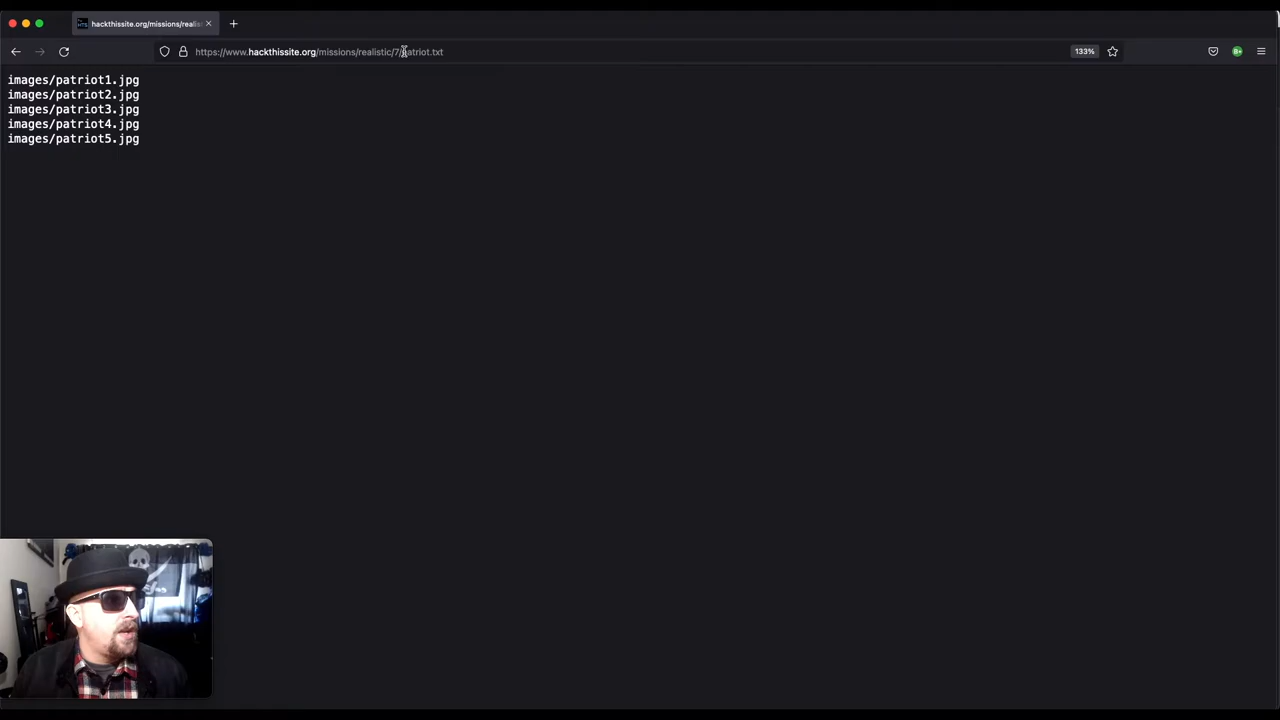 hackthissite.org/missions/realis
https://www.hackthissite.org/missions/realistic/7/patriot.txt
133%
images/patriot1.jpg
images/patriot2.jpg
images/patriot3.jpg
images/patriot4.jpg
images/patriot5.jpg